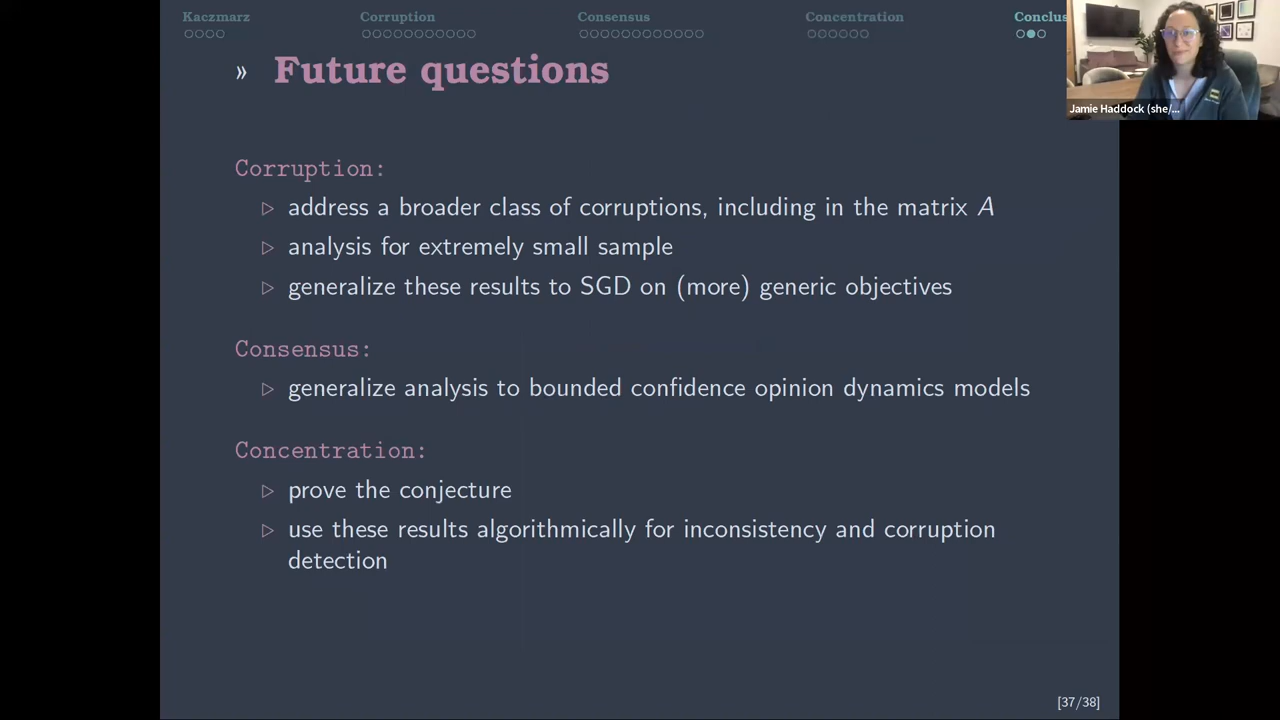 Kaczmarz Corruption Consensus Concentration Conclus
» Future questions
Jamie Haddock (she/...
Corruption:
▷ address a broader class of corruptions, including in the matrix A
▷ analysis for extremely small sample
▷ generalize these results to SGD on (more) generic objectives
Consensus:
▷ generalize analysis to bounded confidence opinion dynamics models
Concentration:
▷ prove the conjecture
▷ use these results algorithmically for inconsistency and corruption
detection
[37/38]